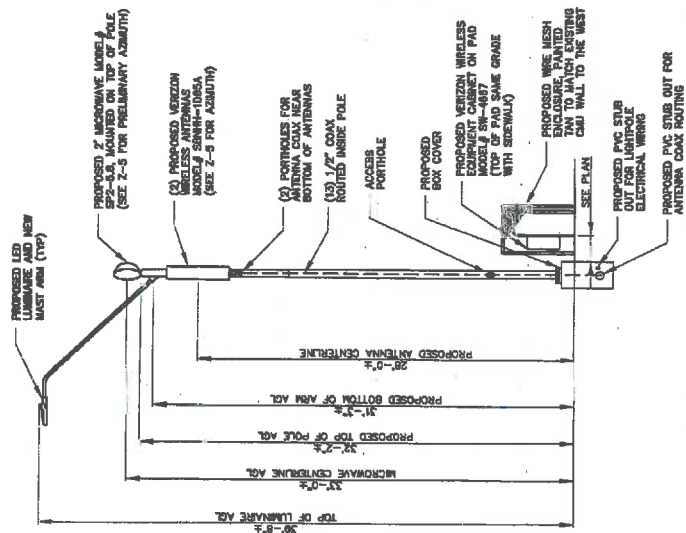 PROPOSED LED
LUMINAIRE AND NEW
MAST ARM (TYP)
PROPOSED 2' MICROWAVE MODEL#
SP2-5.8, MOUNTED ON TOP OF POLE
(SEE Z-5 FOR PRELIMINARY AZIMUTH)
(2) PROPOSED VERIZON
WIRELESS ANTENNAS
(SEE Z-5 FOR AZIMUTH)
(2) PORTHOLES FOR
ANTENNA COAX NEAR
BOTTOM OF ANTENNAS
(13) 1/2" COAX
ROUTED INSIDE POLE
ACCESS
PORTHOLE
PROPOSED
BOX COVER
PROPOSED VERIZON WIRELESS
EQUIPMENT CABINET ON PAD
MODEL#
(TOP OF PAD SAME GRADE
WITH SIDEWALK)
PROPOSED WIRE MESH
ENCLOSURE, PAINTED
TAN TO MATCH EXISTING
CMU WALL TO THE WEST
SEE PLAN
PROPOSED PVC STUB
OUT FOR LIGHTPOLE
ELECTRICAL WIRING
PROPOSED PVC STUB OUT FOR
ANTENNA COAX ROUTING
28'-0"±
PROPOSED ANTENNA CENTERLINE
31'-3"±
PROPOSED BOTTOM OF ARM AGL
32'-2"±
PROPOSED TOP OF POLE AGL
33'-0"±
MICROWAVE CENTERLINE AGL
39'-8"±
TOP OF LUMINAIRE AGL